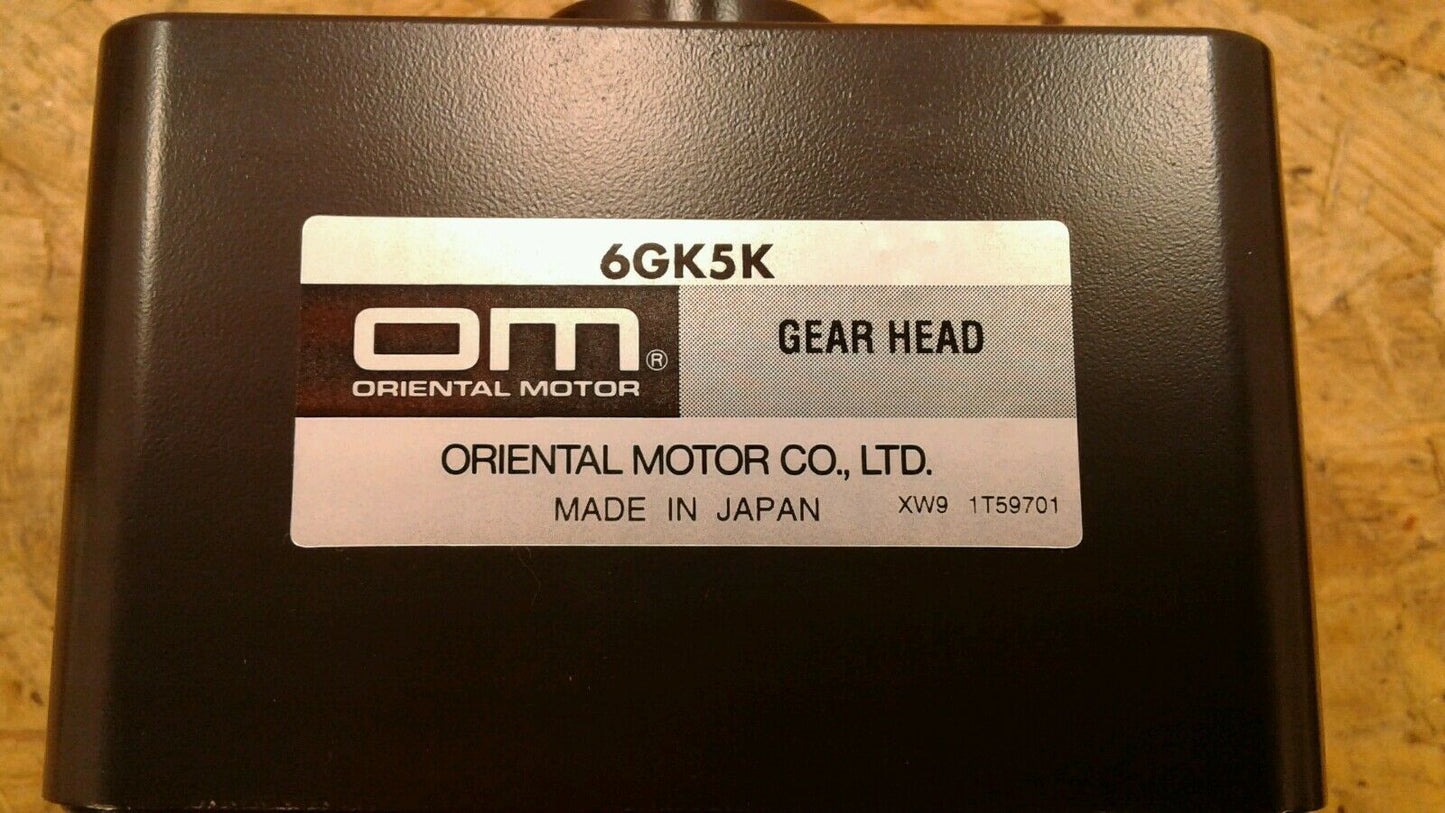 6GK5K
om®
ORIENTAL MOTOR
GEAR HEAD
ORIENTAL MOTOR CO., LTD.
MADE IN JAPAN XW9 1T59701